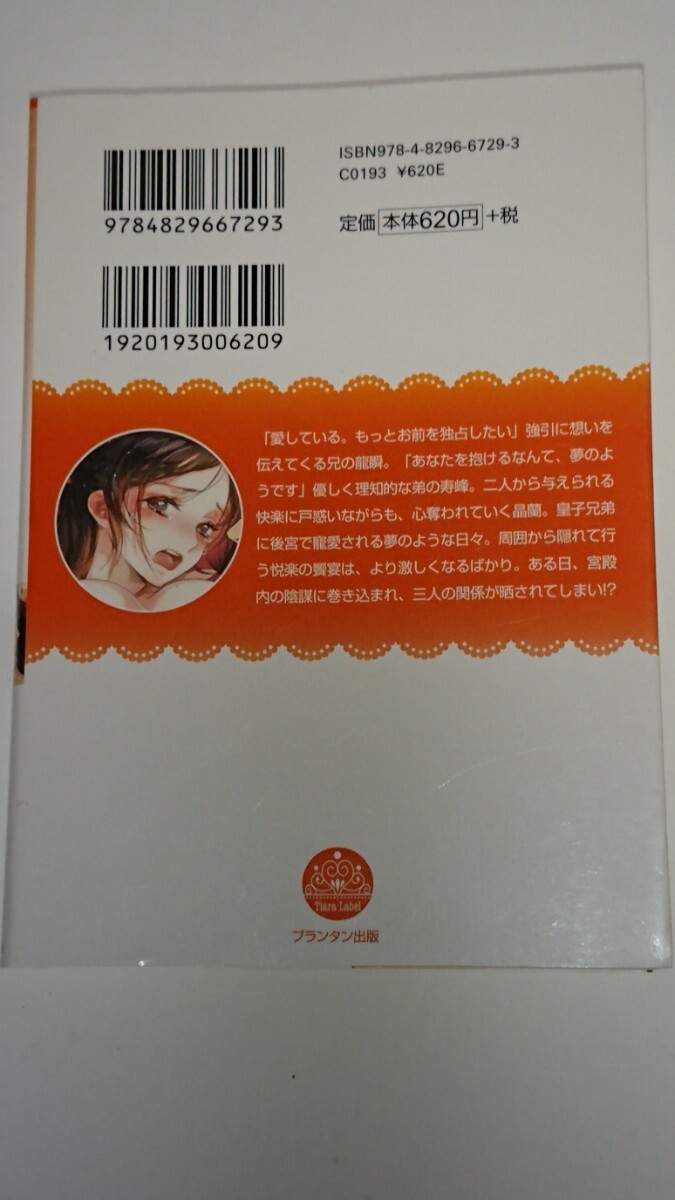 ISBN978-4-8296-6729-3
C0193 ¥620E
9784829667293
定価 本体620円 +税
1920193006209
「愛している。もっとお前を独占したい」強引に想いを
伝えてくる兄の龍瞬。「あなたを抱けるなんて、夢のよ
うです」優しく理知的な弟の寿峰。二人から与えられる
快楽に戸惑いながらも、心奪われていく晶蘭。皇子兄弟
に後宮で寵愛される夢のような日々。周囲から隠れて行
う悦楽の饗宴は、より激しくなるばかり。ある日、宮殿
内の陰謀に巻き込まれ、三人の関係が晒されてしまい!?
Tiara Label
プランタン出版